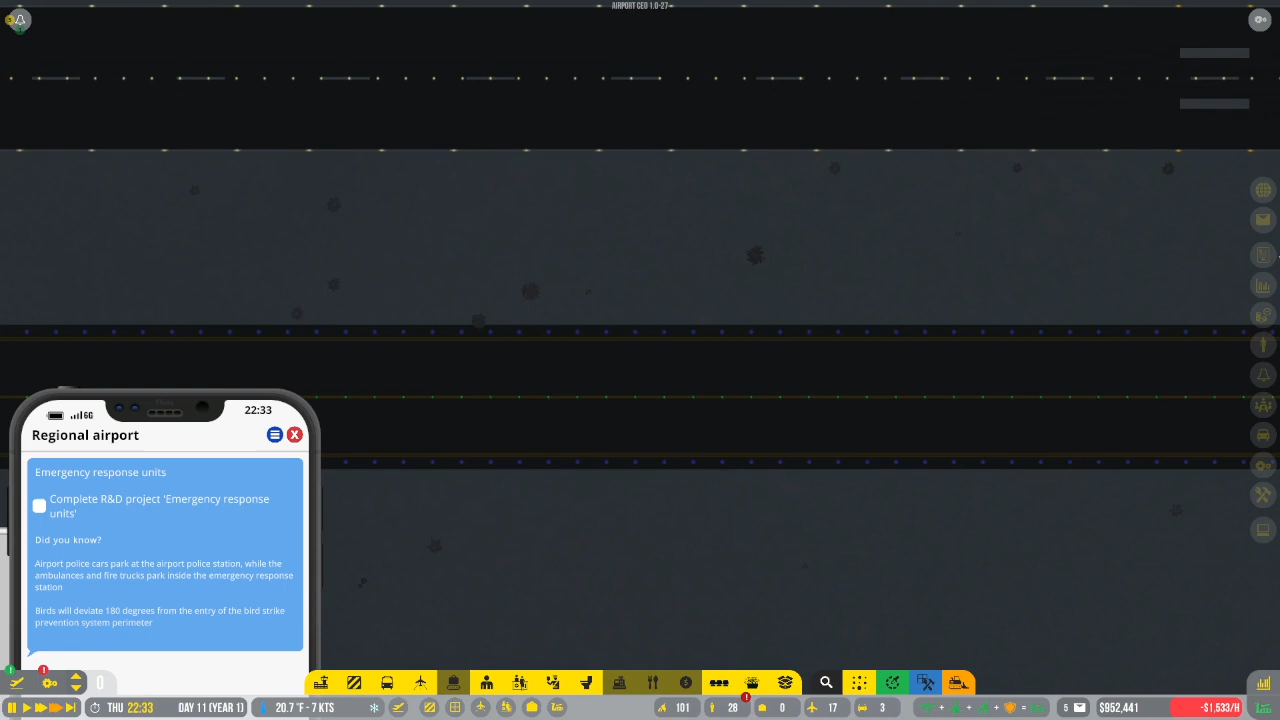 AIRPORT CEO 1.0-27
3
6G
22:33
Regional airport
Emergency response units
Complete R&D project 'Emergency response
units'
Did you know?
Airport police cars park at the airport police station, while the
ambulances and fire trucks park inside the emergency response
station
Birds will deviate 180 degrees from the entry of the bird strike
prevention system perimeter
0
THU 22:33 DAY 11 (YEAR 1) 20.7 °F - 7 KTS 101 28 0 17 3 + + + = 5 $952,441 -$1,533/H